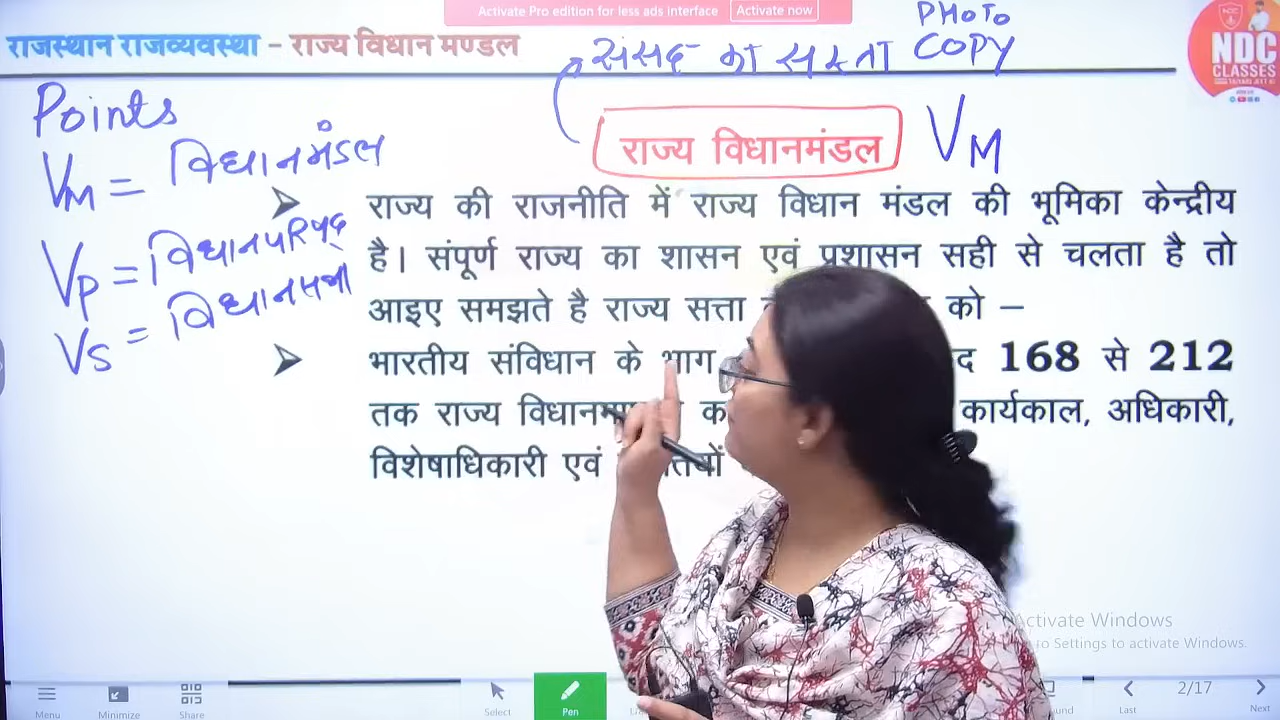 Activate Pro edition for less ads interface Activate now
राजस्थान राजव्यवस्था – राज्य विधान मण्डल
संसद का सस्ता PHOTO COPY
NDC
CLASSES
Points
VM = विधानमंडल
VP = विधानपरिषद्
VS = विधानसभा
राज्य विधानमंडल VM
राज्य की राजनीति में राज्य विधान मंडल की भूमिका केन्द्रीय
है। संपूर्ण राज्य का शासन एवं प्रशासन सही से चलता है तो
आइए समझते है राज्य सत्ता को –
भारतीय संविधान के भाग 168 से 212
तक राज्य कार्यकाल, अधिकारी,
विशेषाधिकारी एवं
Activate Windows
to Settings to activate Windows.
Menu Minimize Share Select Pen Last 2/17 Next